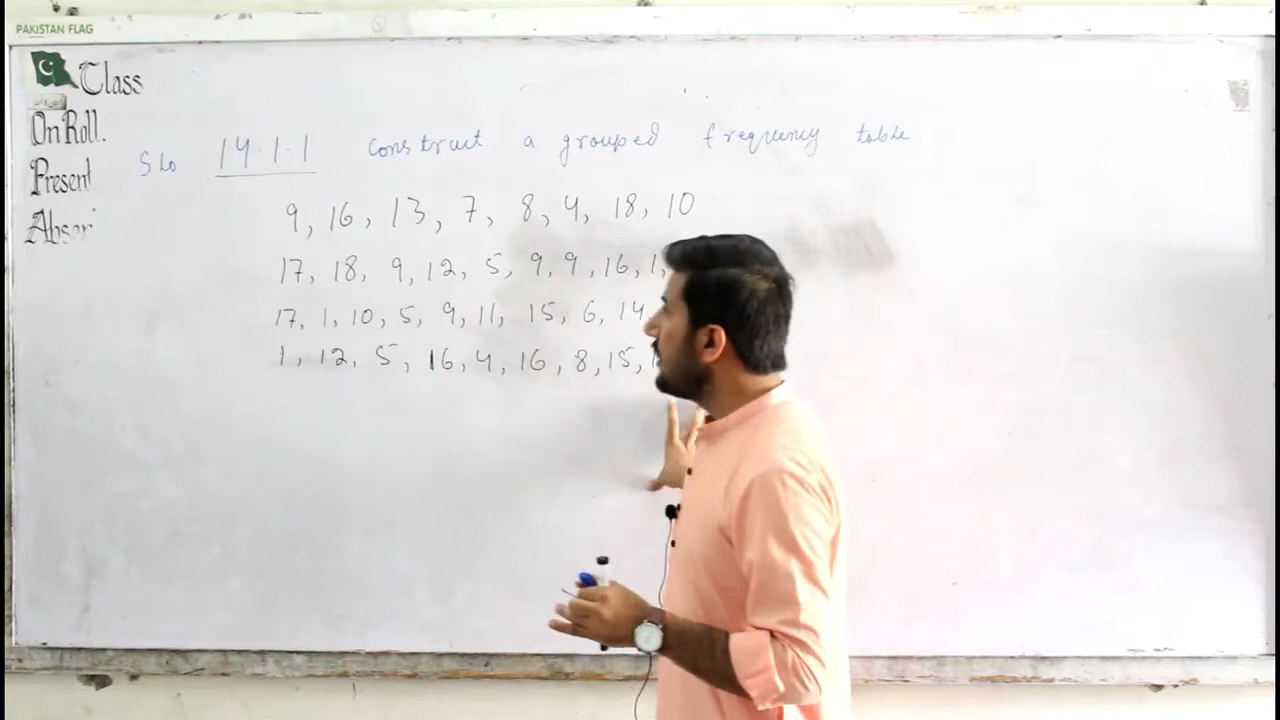 PAKISTAN FLAG
Class
On Roll.
Present
SLO 14.1.1 construct a grouped frequency table.
9, 16, 13, 7, 8, 4, 18, 10
17, 18, 9, 12, 5, 9, 9, 16, 1,
17, 1, 10, 5, 9, 11, 15, 6, 14
1, 12, 5, 16, 4, 16, 8, 15,